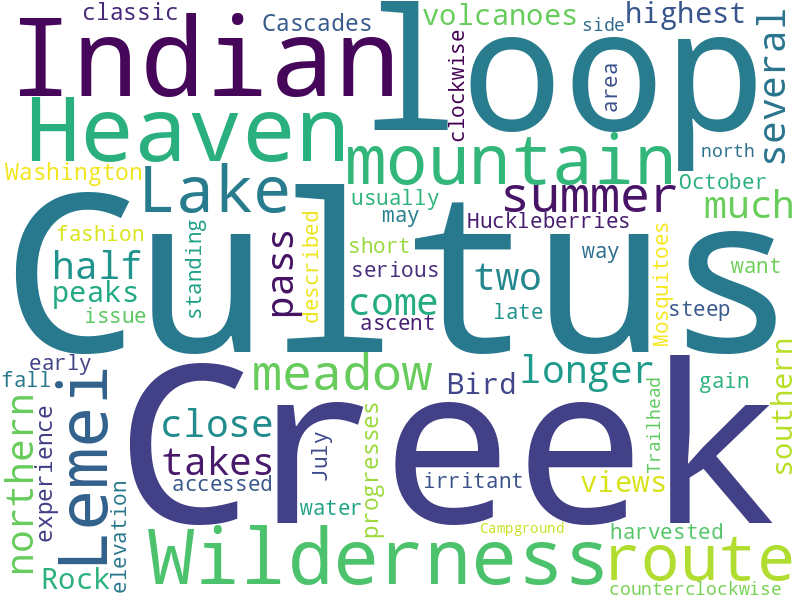 classic
Cascades
volcanoes
side
highest
Indian
loop
clockwise
area
several
Heaven
mountain
north
Washington
Lake
usually
summer
October
much
may
Huckleberries
fashion
standing
pass
described
short
way
Mosquitoes
want
Cultus
half
serious
two
peaks
come
late
steep
issue
ascent
early
fall
Lemei
meadow
Bird
longer
gain
southern
northern
experience
close
July
progresses
Trailhead
takes
Creek
accessed
irritant
views
elevation
water
Campground
harvested
Rock
Wilderness
route
counterclockwise